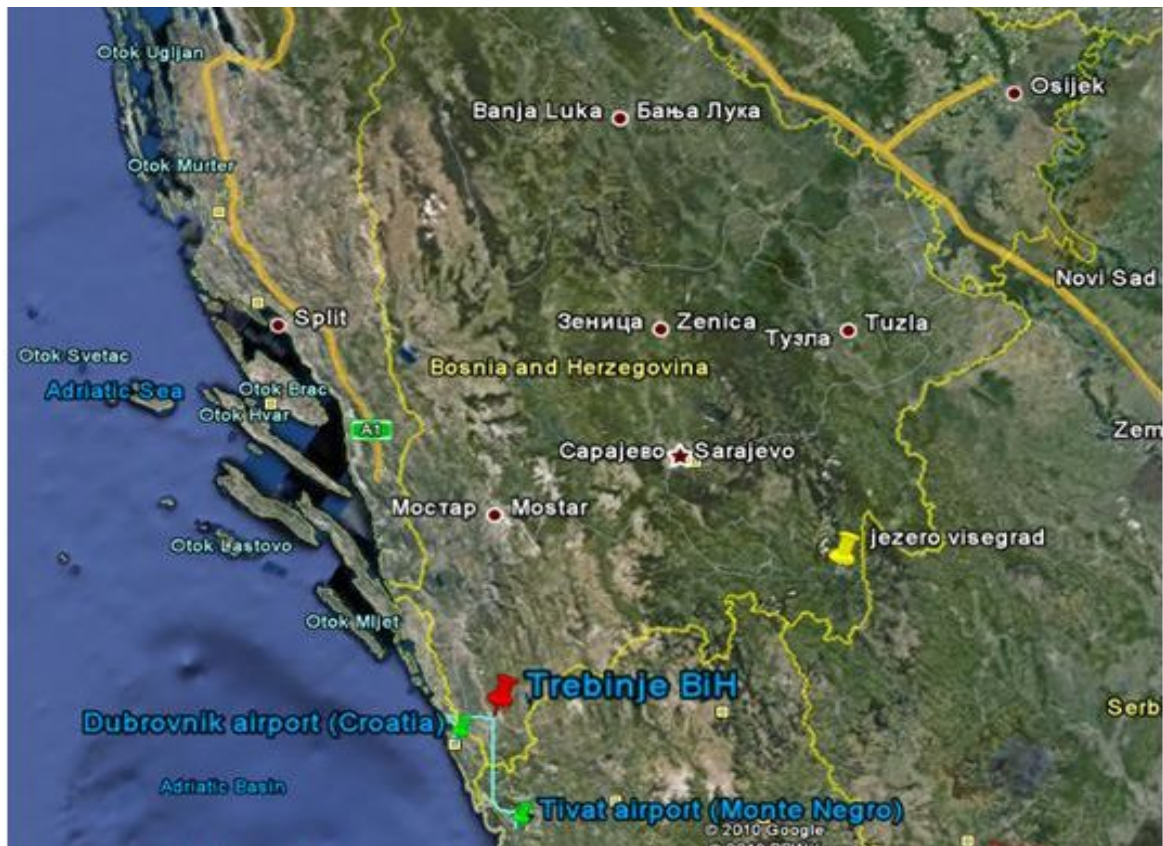 Otok Ugljan
Osijek
Banja Luka Бања Лука
Otok Murter
Novi Sad
Split
Зеница Zenica
Тузла Tuzla
Otok Svetac
Bosnia and Herzegovina
Adriatic Sea
Otok Brac
Otok Hvar
A1
Zem
Сарајево Sarajevo
Мостар Mostar
jezero visegrad
Otok Lastovo
Otok Mljet
Trebinje BiH
Serb
Dubrovnik airport (Croatia)
Adriatic Basin
Tivat airport (Monte Negro)
© 2010 Google